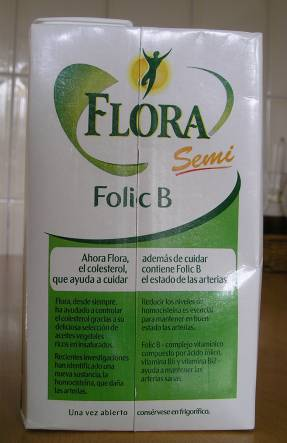 FLORA
Semi
Folic B
Ahora Flora, además de cuidar
el colesterol, contiene Folic B
que ayuda a cuidar el estado de las arterias
Flora, desde siempre,
ha ayudado a controlar
el colesterol gracias a su
deliciosa selección de
aceites vegetales
ricos en insaturados.
Recientes investigaciones
han identificado una
nueva sustancia, la
homocisteína, que daña
las arterias.
Reducir los niveles de
homocisteína es esencial
para mantener en buen
estado las arterias.
Folic B - complejo vitamínico
compuesto por ácido fólico,
vitamina B6 y vitamina B12 -
ayuda a mantener las
arterias sanas.
Una vez abierto consérvese en frigorífico.